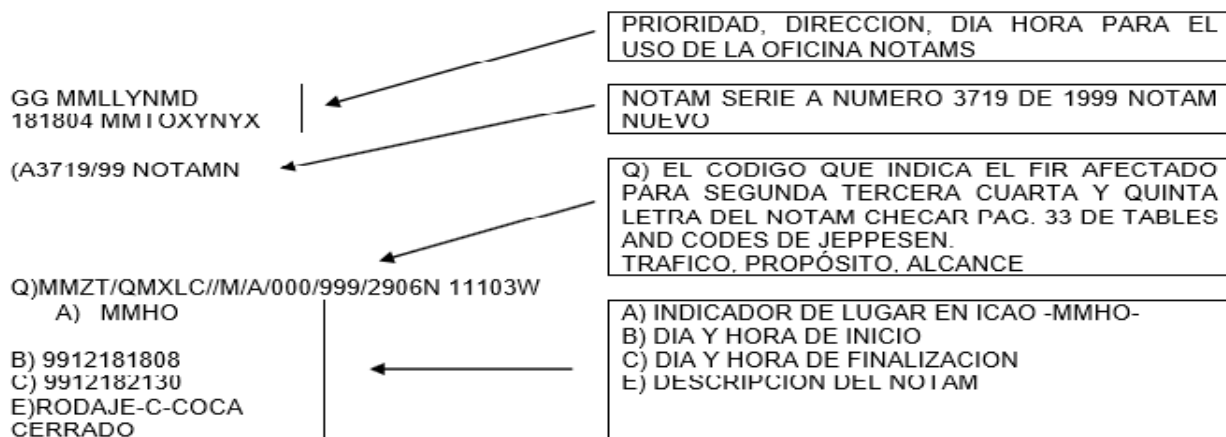 PRIORIDAD, DIRECCION, DIA HORA PARA EL
USO DE LA OFICINA NOTAMS
GG MMLLYNMD
181804 MMTOXYNYX
NOTAM SERIE A NUMERO 3719 DE 1999 NOTAM
NUEVO
(A3719/99 NOTAMN
Q) EL CODIGO QUE INDICA EL FIR AFECTADO
PARA SEGUNDA TERCERA CUARTA Y QUINTA
LETRA DEL NOTAM CHECAR PAG. 33 DE TABLES
AND CODES DE JEPPESEN.
TRAFICO, PROPÓSITO, ALCANCE
Q)MMZT/QMXLC//M/A/000/999/2906N 11103W
A) MMHO
B) 9912181808
C) 9912182130
E)RODAJE-C-COCA
CERRADO
A) INDICADOR DE LUGAR EN ICAO -MMHO-
B) DIA Y HORA DE INICIO
C) DIA Y HORA DE FINALIZACION
E) DESCRIPCION DEL NOTAM